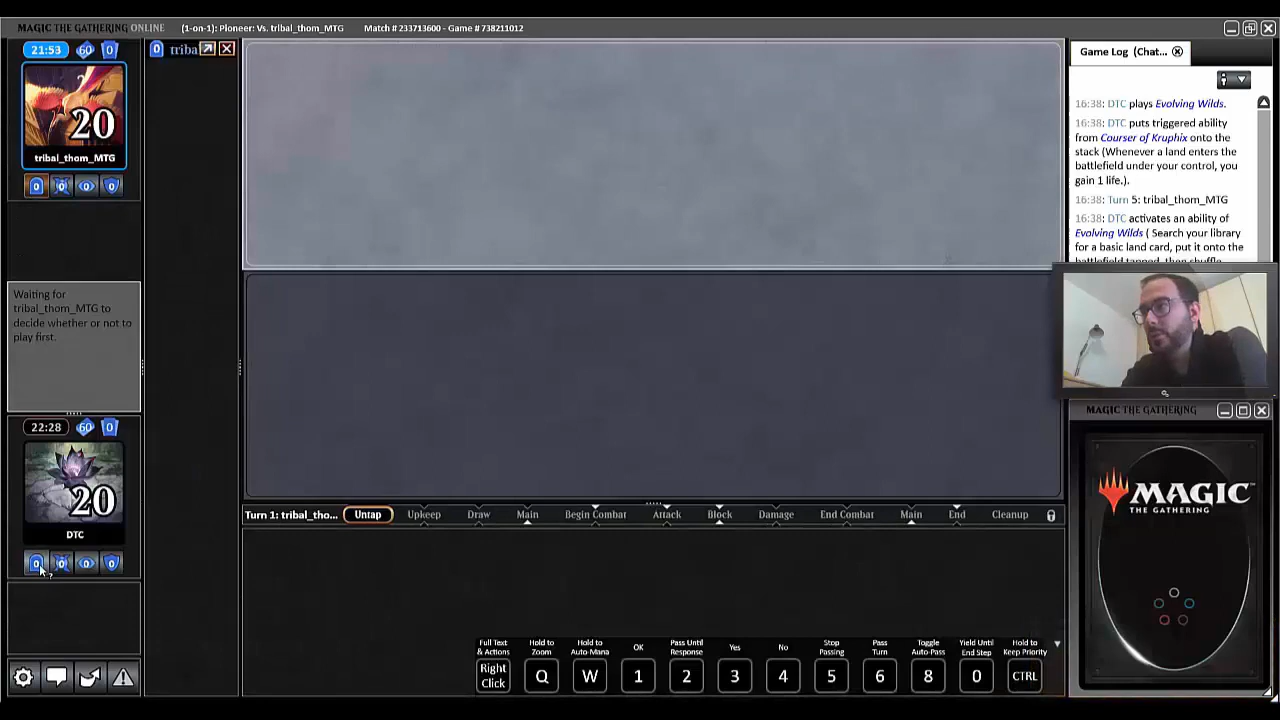 MAGIC THE GATHERING ONLINE
(1-on-1): Pioneer: Vs. tribal_thom_MTG
Match # 233713600 - Game # 738211012
21:53
60
0
20
tribal_thom_MTG
0
0
0
0
Waiting for
tribal_thom_MTG to
decide whether or not to
play first.
22:28
60
0
20
DTC
0
0
0
0
0
triba
Turn 1: tribal_tho...
Untap
Upkeep
Draw
Main
Begin Combat
Attack
Block
Damage
End Combat
Main
End
Cleanup
Full Text
& Actions
Right
Click
Hold to
Zoom
Q
Hold to
Auto-Mana
W
OK
1
Pass Until
Response
2
Yes
3
No
4
Stop
Passing
5
Pass
Turn
6
Toggle
Auto-Pass
8
Yield Until
End Step
0
Hold to
Keep Priority
CTRL
Game Log (Chat...
16:38: DTC plays Evolving Wilds.
16:38: DTC puts triggered ability
from Courser of Kruphix onto the
stack (Whenever a land enters the
battlefield under your control, you
gain 1 life.).
16:38: Turn 5: tribal_thom_MTG
16:38: DTC activates an ability of
Evolving Wilds ( Search your library
for a basic land card, put it onto the
battlefield tapped, then shuffle
MAGIC THE GATHERING
MAGIC
THE GATHERING